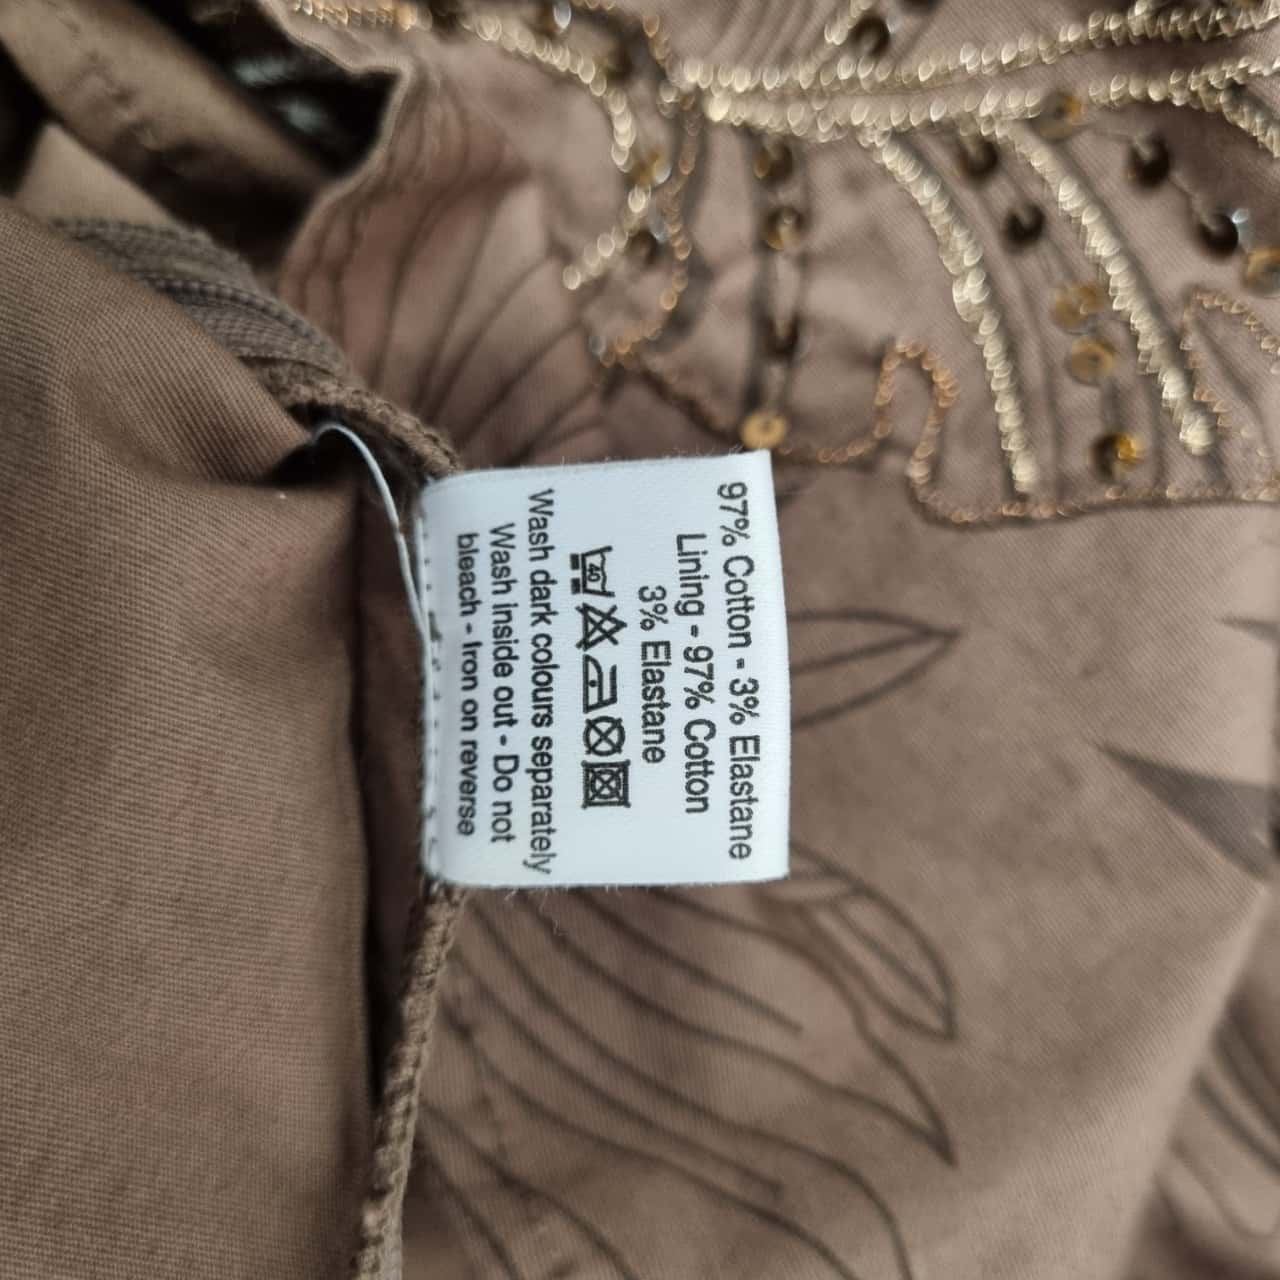 97% Cotton - 3% Elastane
Lining - 97% Cotton
3% Elastane
40
Wash dark colours separately
Wash inside out - Do not
bleach - Iron on reverse